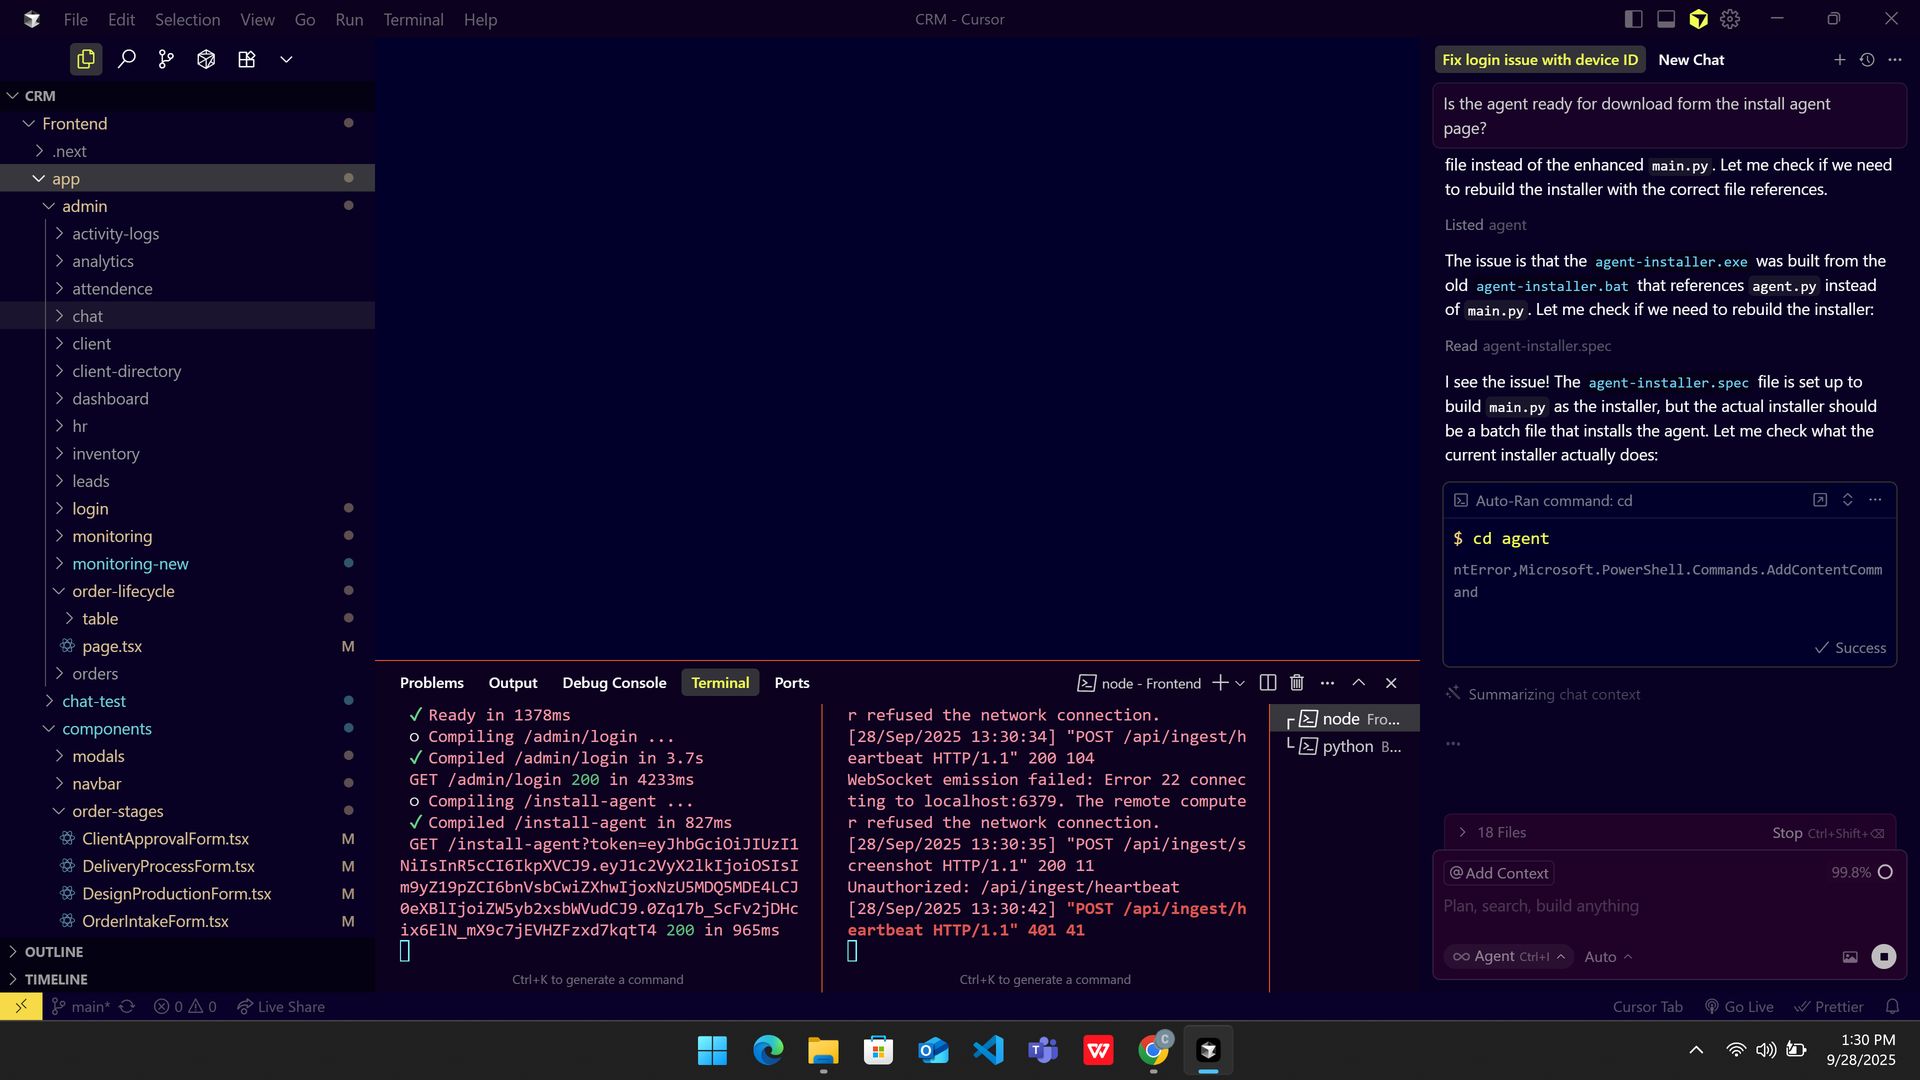 File Edit Selection View Go Run Terminal Help
CRM - Cursor
CRM
Frontend
.next
app
admin
activity-logs
analytics
attendence
chat
client
client-directory
dashboard
hr
inventory
leads
login
monitoring
monitoring-new
order-lifecycle
table
page.tsx M
orders
chat-test
components
modals
navbar
order-stages
ClientApprovalForm.tsx M
DeliveryProcessForm.tsx M
DesignProductionForm.tsx M
OrderIntakeForm.tsx M
OUTLINE
TIMELINE
Problems Output Debug Console Terminal Ports
node - Frontend
✓ Ready in 1378ms
○ Compiling /admin/login ...
✓ Compiled /admin/login in 3.7s
GET /admin/login 200 in 4233ms
○ Compiling /install-agent ...
✓ Compiled /install-agent in 827ms
GET /install-agent?token=eyJhbGciOiJIUzI1
NiIsInR5cCI6IkpXVCJ9.eyJ1c2VyX2lkIjoiOSIsI
m9yZ19pZCI6bnVsbCwiZXhwIjoxNzU5MDQ5MDE4LCJ
0eXBlIjoiZW5yb2xsbWVudCJ9.0Zq17b_ScFv2jDHc
ix6ElN_mX9c7jEVHZFzxd7kqtT4 200 in 965ms
Ctrl+K to generate a command
r refused the network connection.
[28/Sep/2025 13:30:34] "POST /api/ingest/h
eartbeat HTTP/1.1" 200 104
WebSocket emission failed: Error 22 connec
ting to localhost:6379. The remote compute
r refused the network connection.
[28/Sep/2025 13:30:35] "POST /api/ingest/s
creenshot HTTP/1.1" 200 11
Unauthorized: /api/ingest/heartbeat
[28/Sep/2025 13:30:42] "POST /api/ingest/h
eartbeat HTTP/1.1" 401 41
Ctrl+K to generate a command
node Fro...
python B...
Fix login issue with device ID New Chat
Is the agent ready for download form the install agent
page?
file instead of the enhanced main.py. Let me check if we need
to rebuild the installer with the correct file references.
Listed agent
The issue is that the agent-installer.exe was built from the
old agent-installer.bat that references agent.py instead
of main.py. Let me check if we need to rebuild the installer:
Read agent-installer.spec
I see the issue! The agent-installer.spec file is set up to
build main.py as the installer, but the actual installer should
be a batch file that installs the agent. Let me check what the
current installer actually does:
Auto-Ran command: cd
$ cd agent
ntError,Microsoft.PowerShell.Commands.AddContentComm
and
✓ Success
Summarizing chat context
18 Files Stop Ctrl+Shift+⌫
@Add Context 99.8%
Plan, search, build anything
∞ Agent Ctrl+I Auto
main* 0 0 Live Share
Cursor Tab Go Live Prettier
1:30 PM
9/28/2025